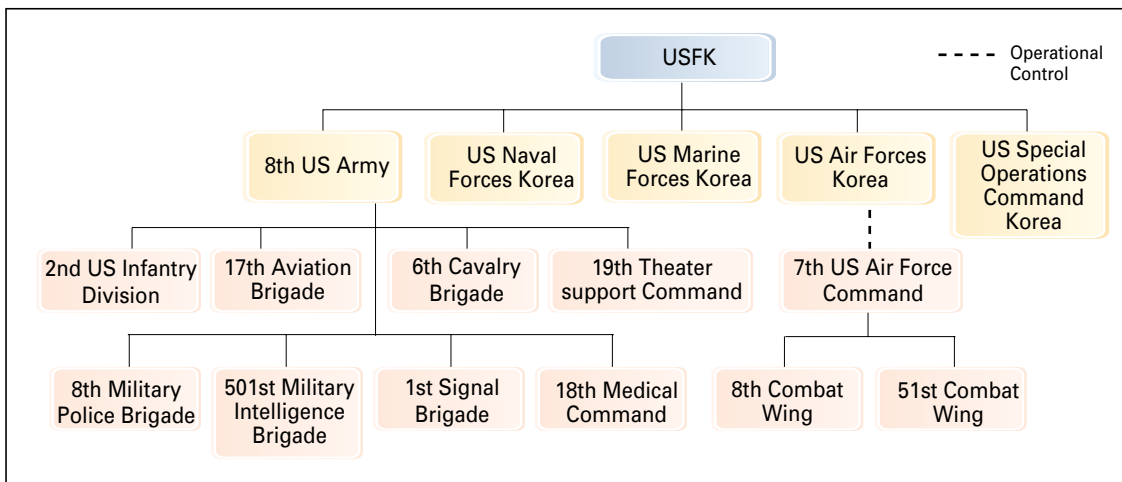 USFK
Operational
Control
8th US Army
US Naval
Forces Korea
US Marine
Forces Korea
US Air Forces
Korea
US Special
Operations
Command
Korea
2nd US Infantry
Division
17th Aviation
Brigade
6th Cavalry
Brigade
19th Theater
support Command
7th US Air Force
Command
8th Military
Police Brigade
501st Military
Intelligence
Brigade
1st Signal
Brigade
18th Medical
Command
8th Combat
Wing
51st Combat
Wing